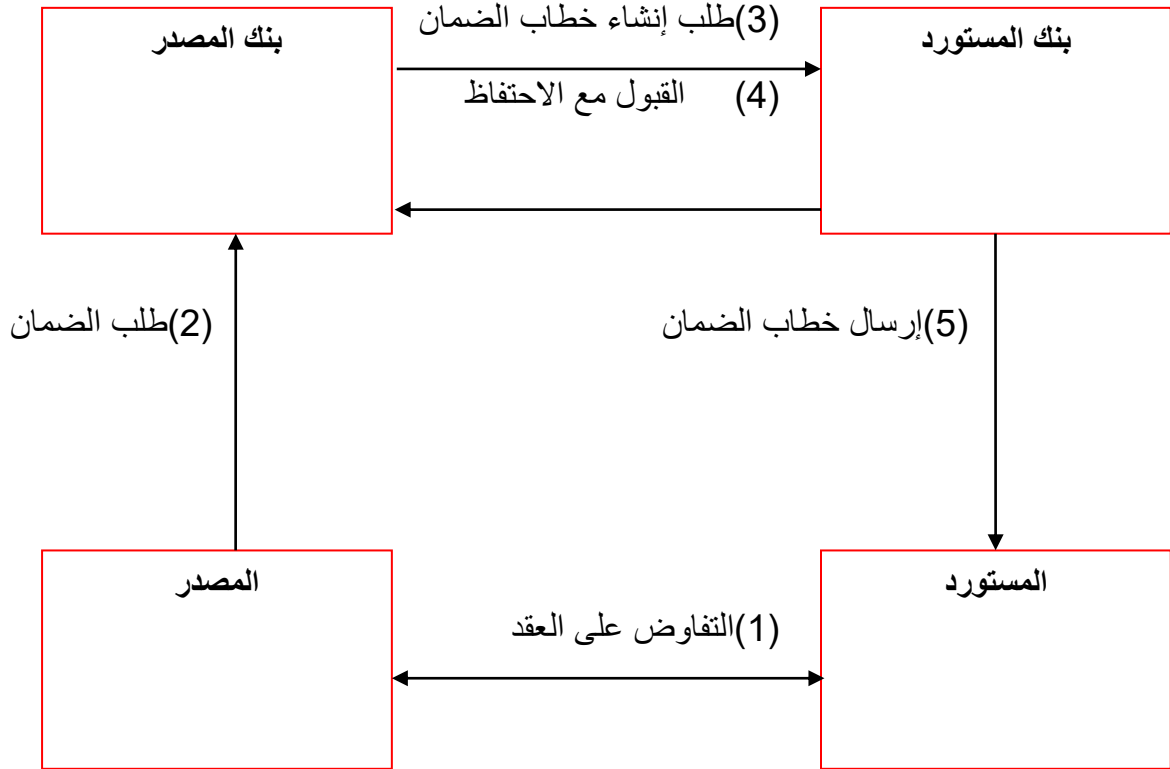 بنك المستورد
(3)طلب إنشاء خطاب الضمان
بنك المصدر
(4) القبول مع الاحتفاظ
(5)إرسال خطاب الضمان
(2)طلب الضمان
المستورد
(1)التفاوض على العقد
المصدر